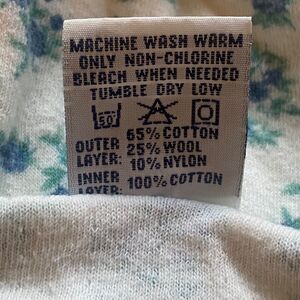 MACHINE WASH WARM
ONLY NON-CHLORINE
BLEACH WHEN NEEDED
TUMBLE DRY LOW
50
65% COTTON
OUTER 25% WOOL
LAYER: 10% NYLON
INNER 100% COTTON
LAYER: